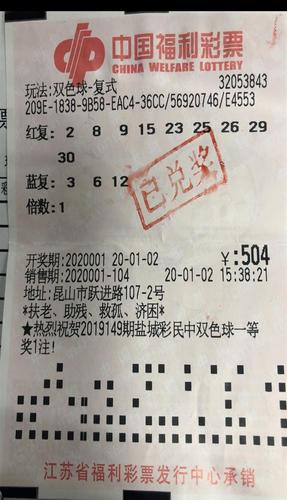 中国福利彩票
CHINA WELFARE LOTTERY
玩法:双色球-复式 32053843
209E-1838-9B58-EAC4-36CC/56920746/E4553
红复: 2 8 9 15 23 25 26 29
30
蓝复: 3 6 12
已兑奖
倍数:1
开奖期:2020001 20-01-02 ¥:504
销售期:2020001-104 20-01-02 15:38:21
地址:昆山市跃进路107-2号
*扶老、助残、救孤、济困*
★热烈祝贺2019149期盐城彩民中双色球一等
奖1注!
江苏省福利彩票发行中心承销